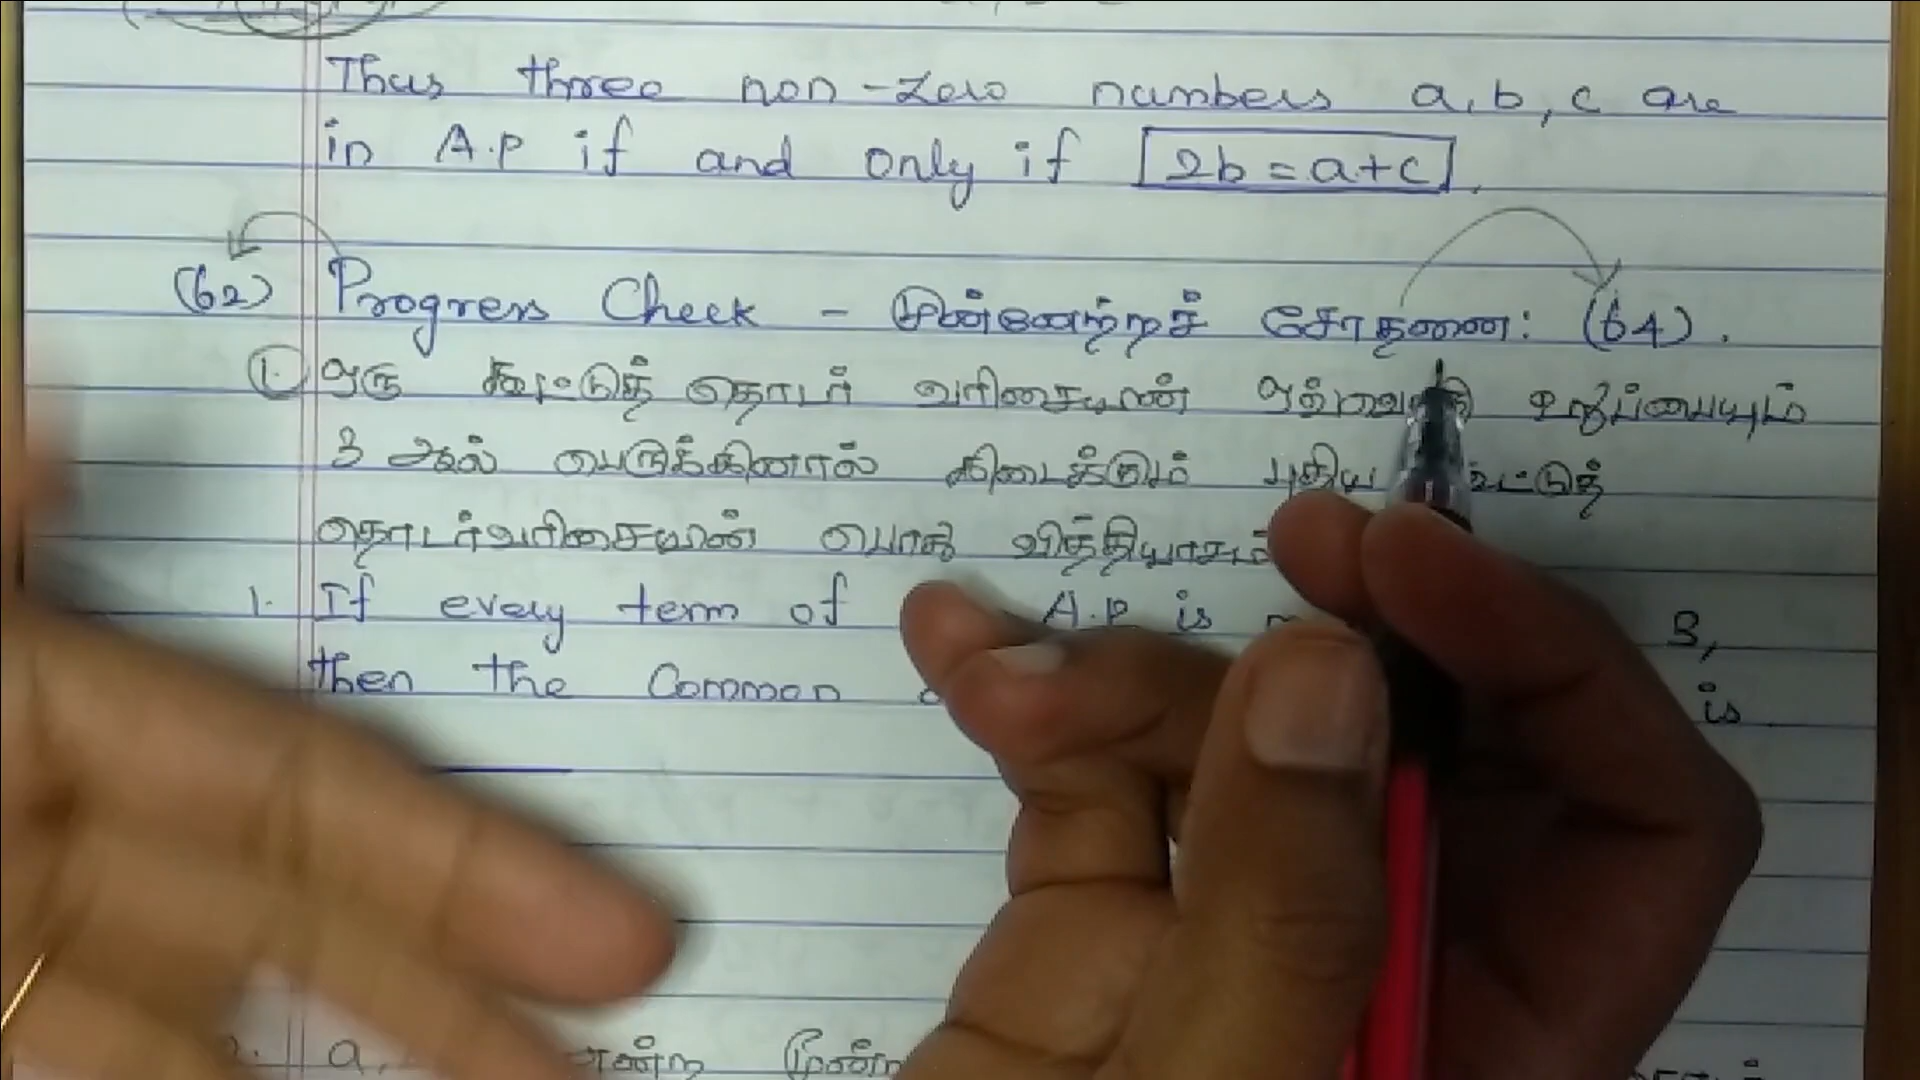 Thus three non-zero numbers a, b, c are
in A.P if and only if 2b = a+c.
(62) Progress Check - முன்னேற்றச் சோதனை: (64).
1. ஒரு கூட்டுத் தொடர் வரிசையின் ஒவ்வொரு உறுப்பையும்
3 ஆல் பெருக்கினால் கிடைக்கும் புதிய கூட்டுத்
தொடர்வரிசையின் பொது வித்தியாசம்
1. If every term of A.P is 3,
then the Common is
a, என்ற மூன்று